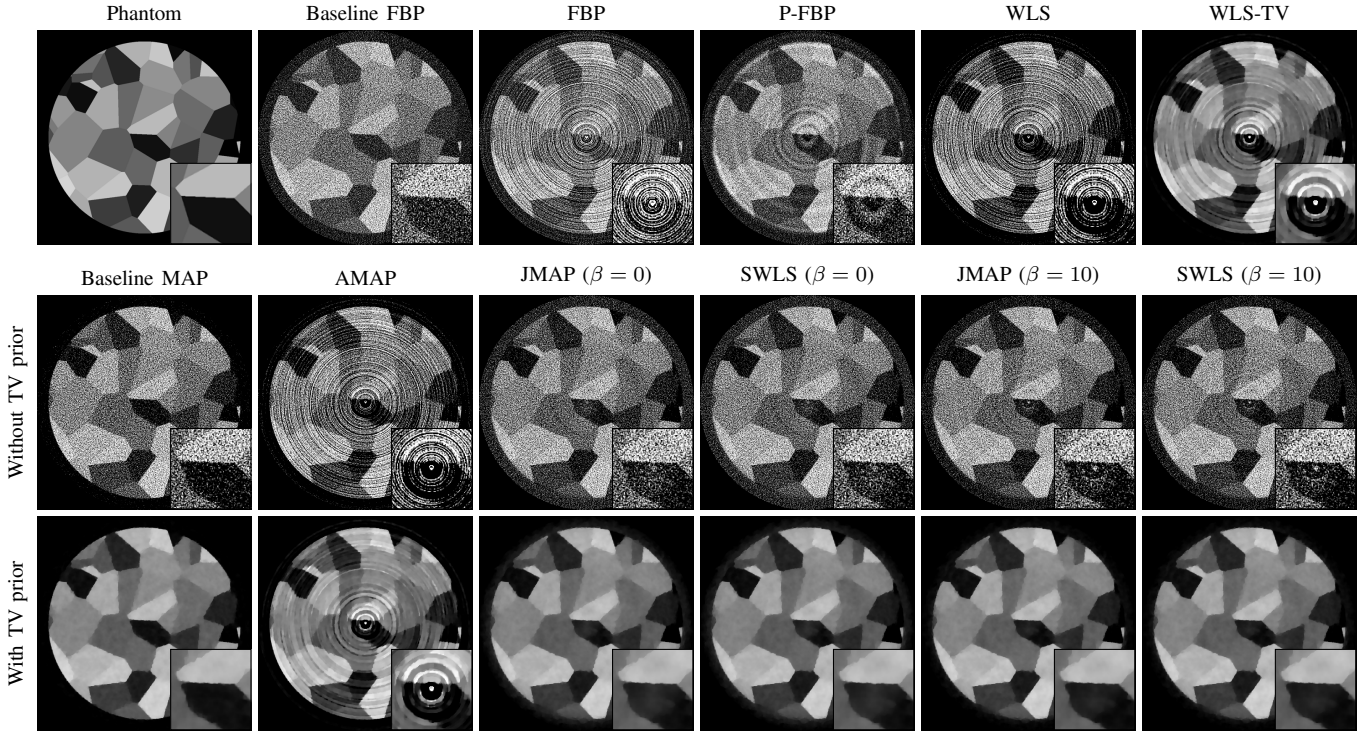 Phantom Baseline FBP FBP P-FBP WLS WLS-TV
Baseline MAP AMAP JMAP (β = 0) SWLS (β = 0) JMAP (β = 10) SWLS (β = 10)
Without TV prior
With TV prior